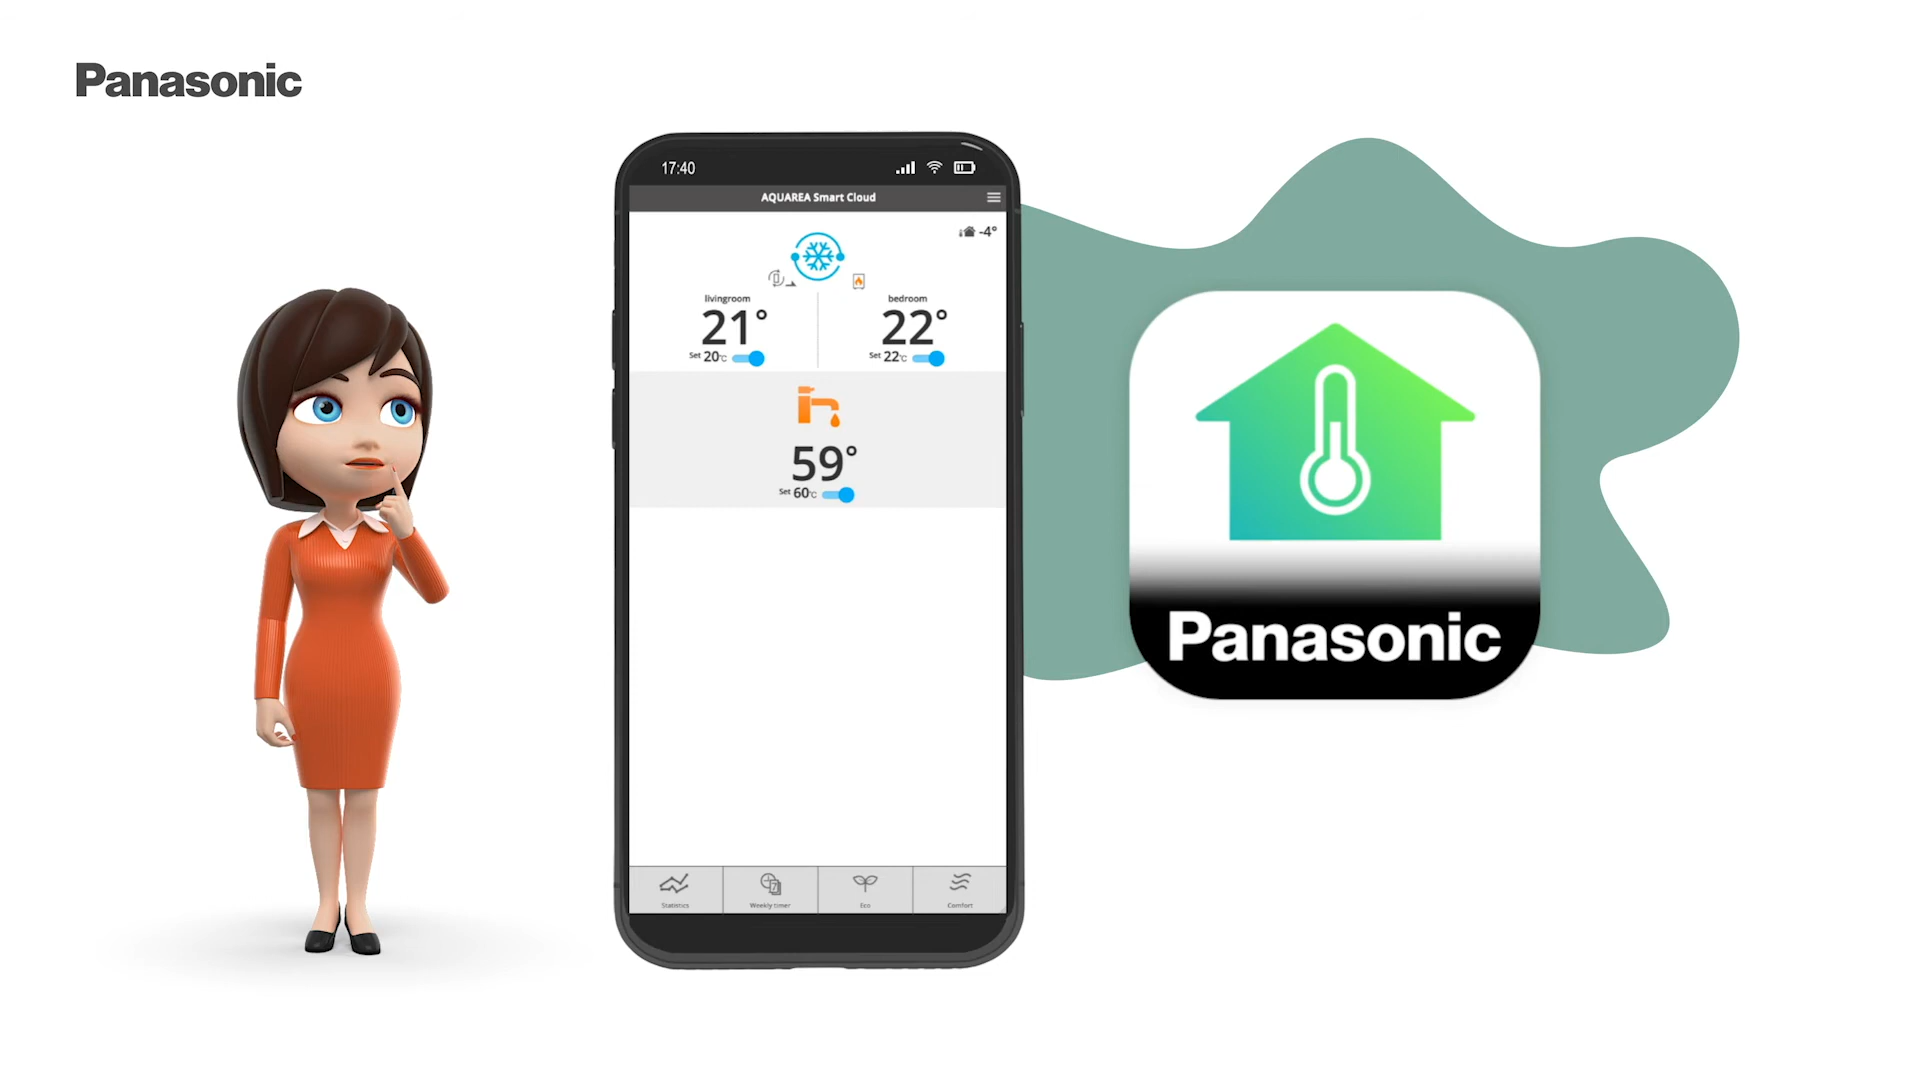 Panasonic
17:40
AQUAREA Smart Cloud
-4°
livingroom
21°
Set 20°C
bedroom
22°
Set 22°C
59°
Set 60°C
Statistics
Weekly timer
Eco
Comfort
Panasonic